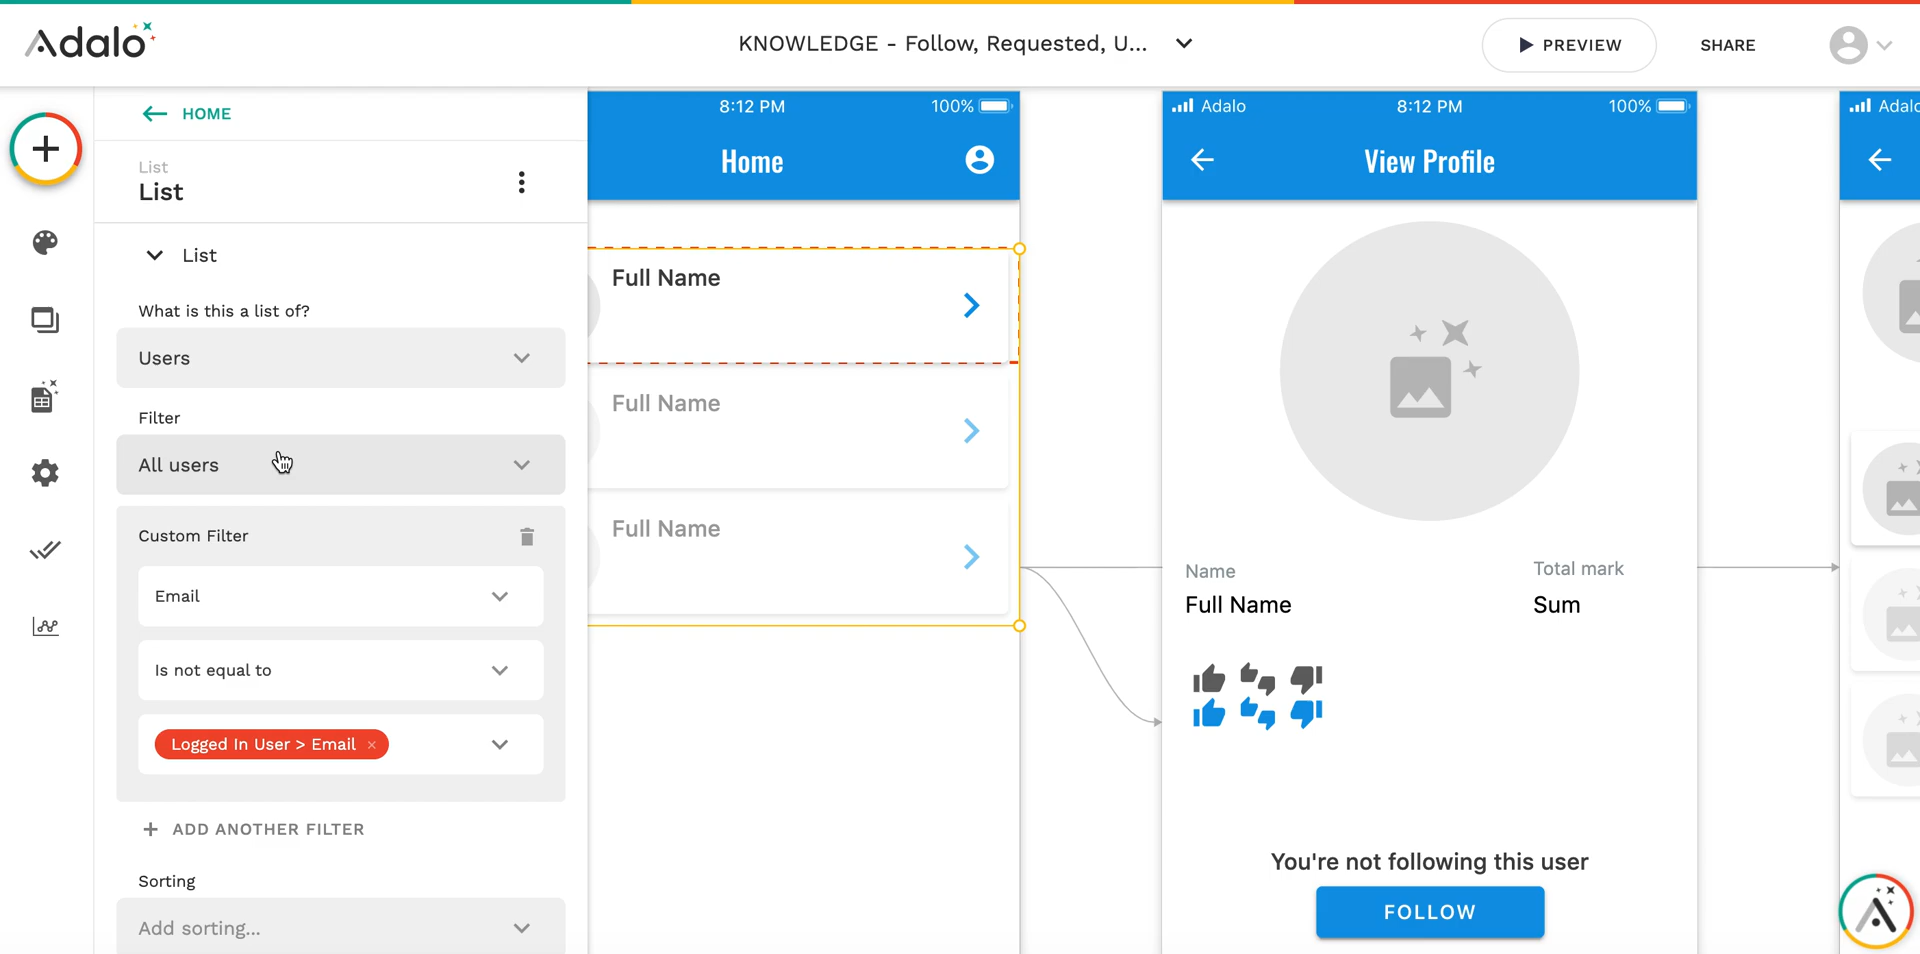 Adalo
KNOWLEDGE - Follow, Requested, U...
PREVIEW
SHARE
HOME
List
List
List
What is this a list of?
Users
Filter
All users
Custom Filter
Email
Is not equal to
Logged In User > Email ×
ADD ANOTHER FILTER
Sorting
Add sorting...
8:12 PM
100%
Home
Full Name
Full Name
Full Name
Adalo
8:12 PM
100%
View Profile
Name
Full Name
Total mark
Sum
You're not following this user
FOLLOW
Adalo